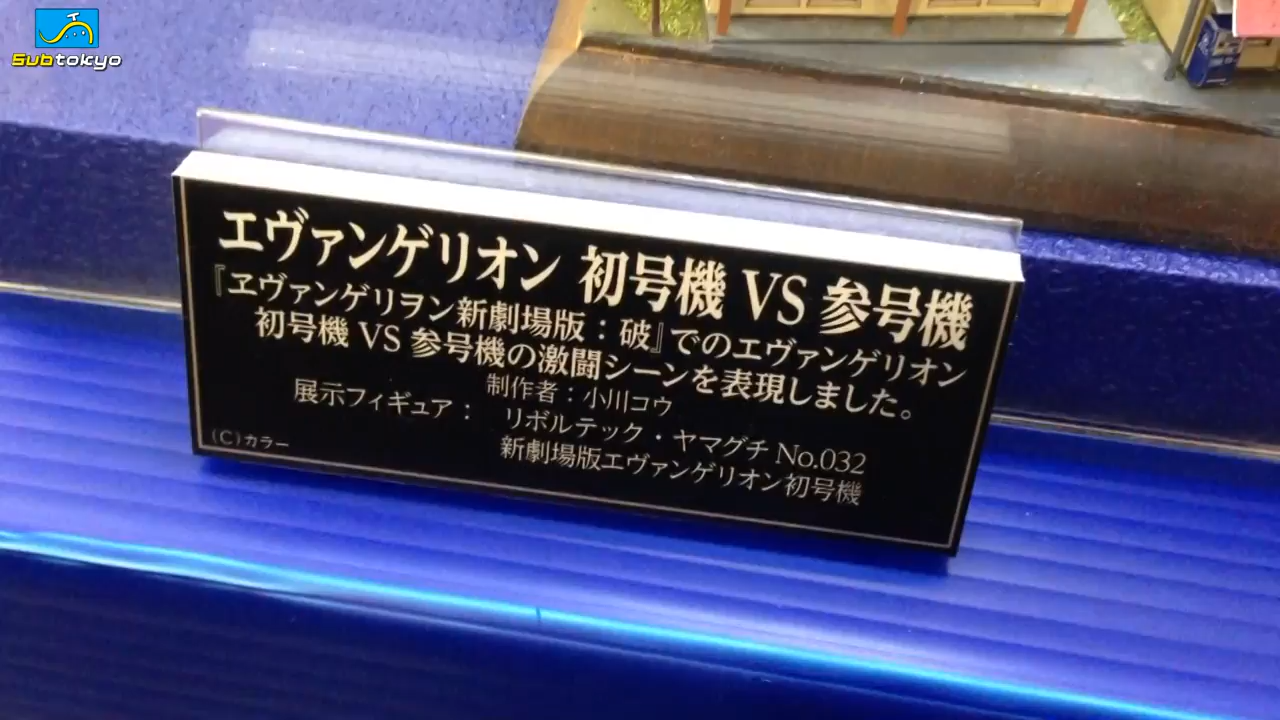 Subtokyo
エヴァンゲリオン 初号機 VS 参号機
『ヱヴァンゲリヲン新劇場版：破』でのエヴァンゲリオン
初号機 VS 参号機の激闘シーンを表現しました。
制作者：小川コウ
展示フィギュア： リボルテック・ヤマグチ No.032
新劇場版エヴァンゲリオン初号機
(C)カラー